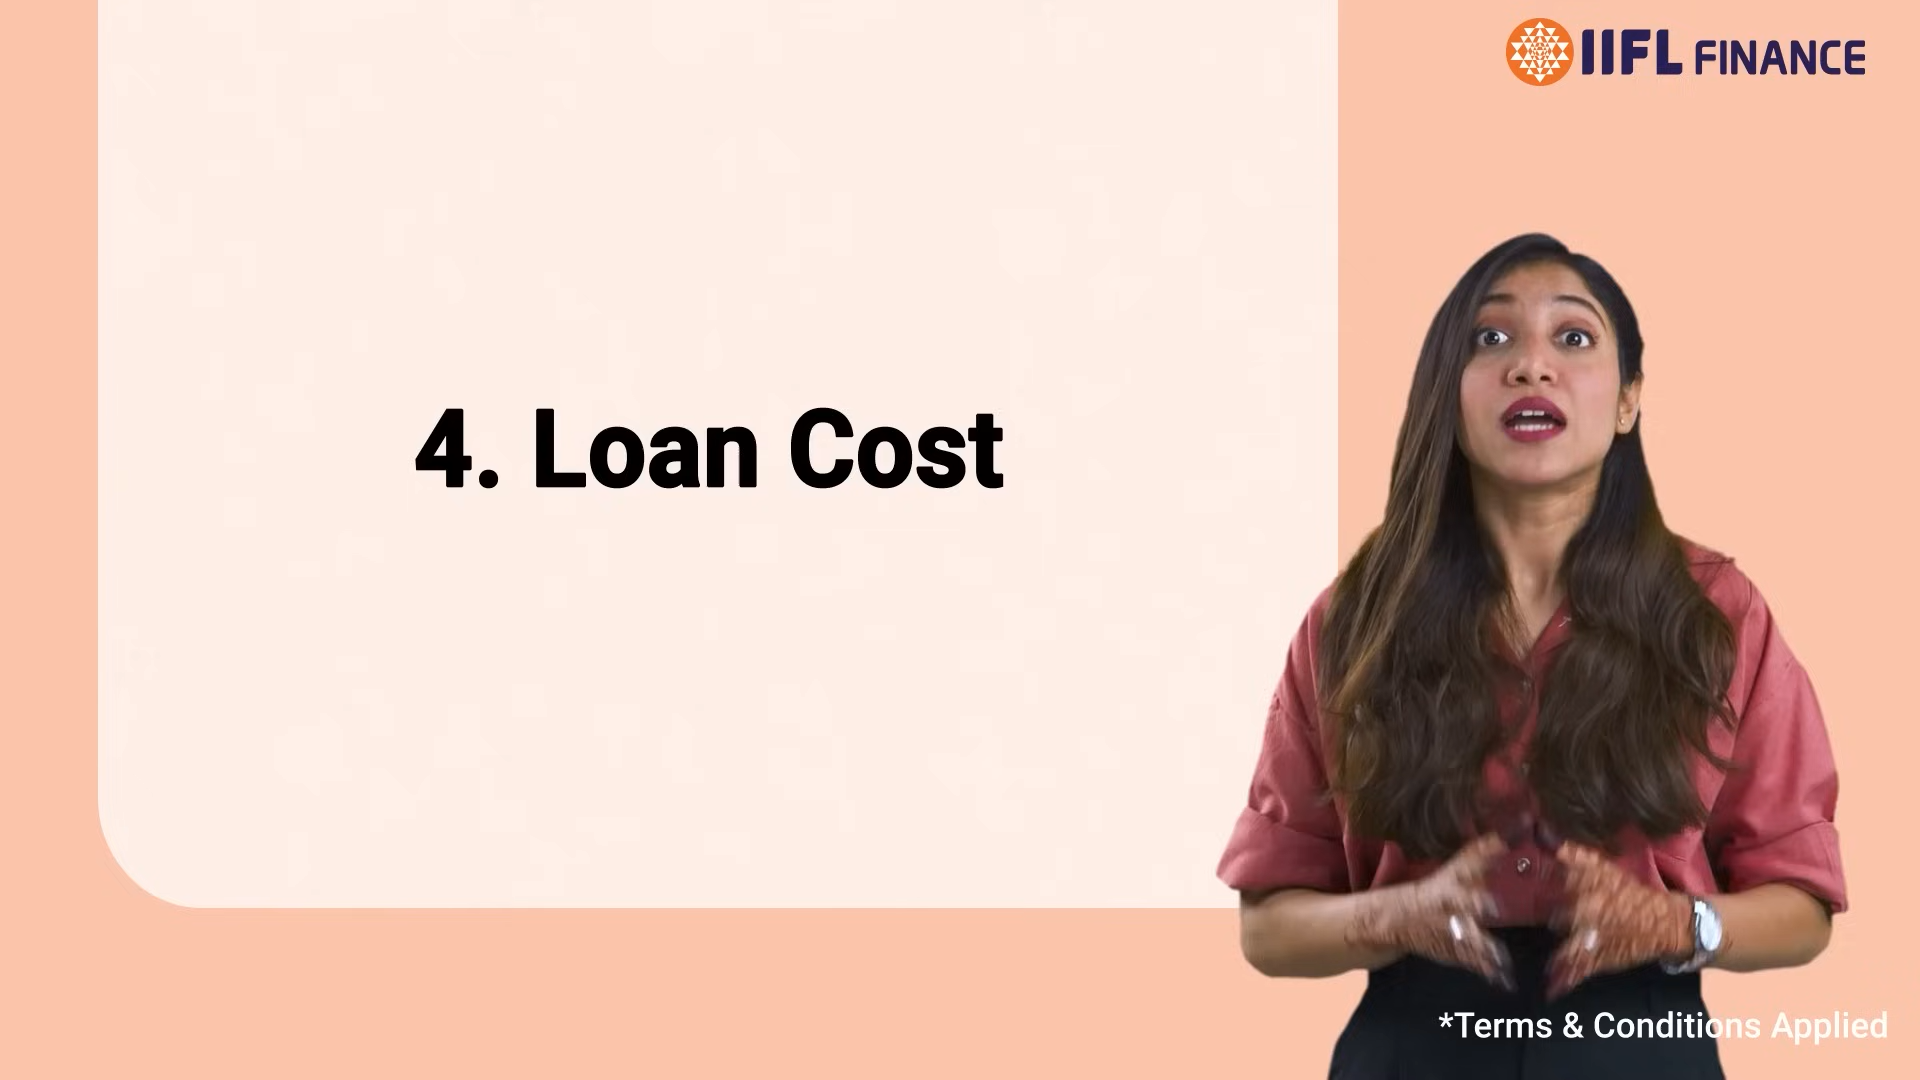 IIFL FINANCE
4. Loan Cost
*Terms & Conditions Applied